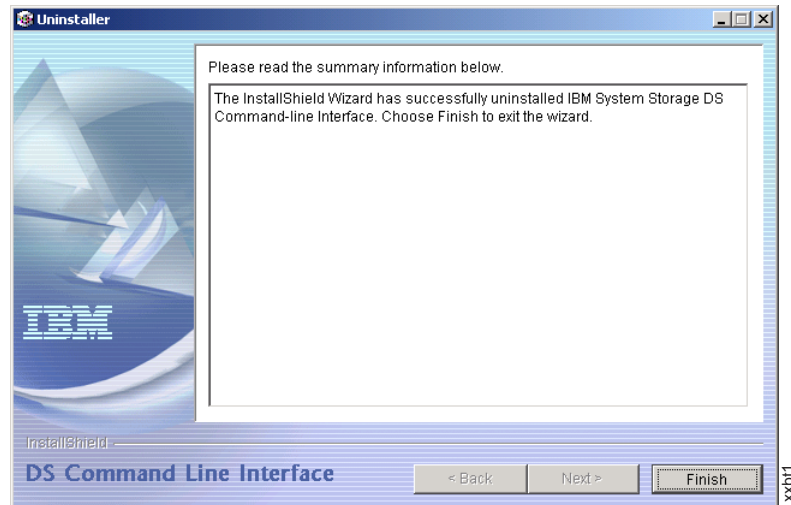 Uninstaller
Please read the summary information below.
The InstallShield Wizard has successfully uninstalled IBM System Storage DS
Command-line Interface. Choose Finish to exit the wizard.
IBM
InstallShield
DS Command Line Interface
< Back
Next >
Finish